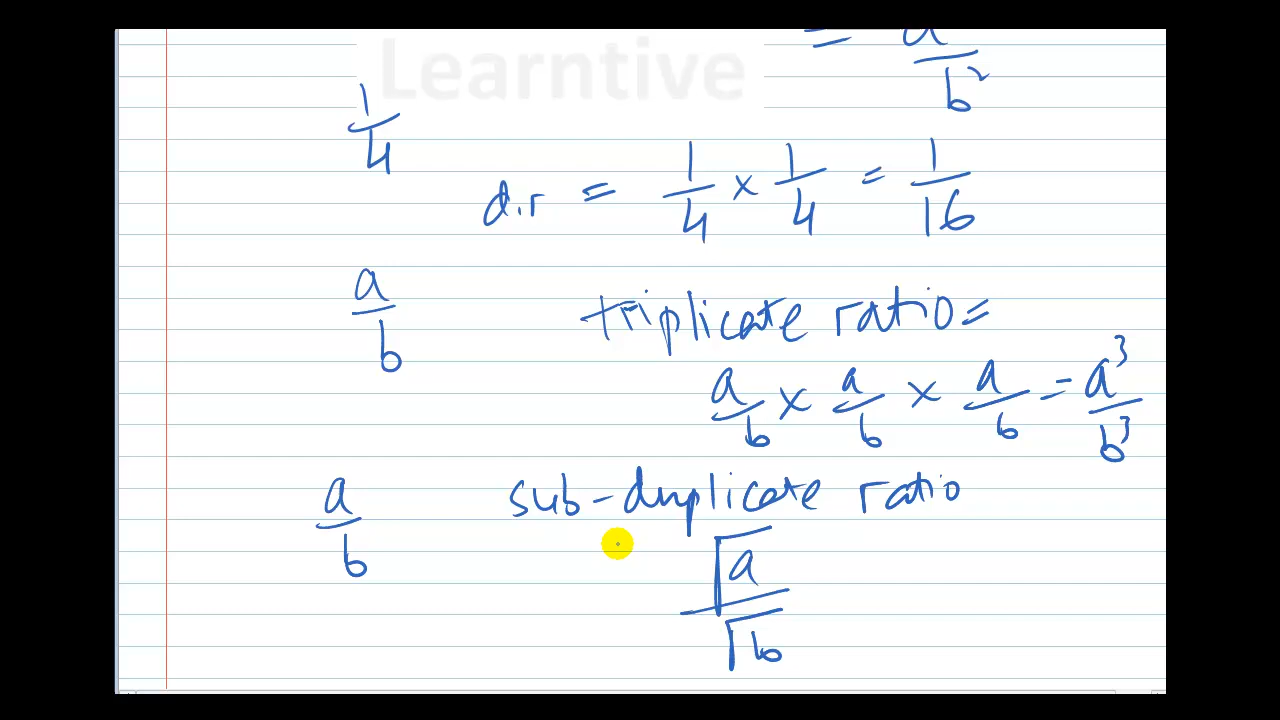 Learntive
= a
b²
1/4
d.r = 1/4 × 1/4 = 1/16
a/b triplicate ratio =
a/b × a/b × a/b = a³/b³
a/b sub-duplicate ratio
√a/√b